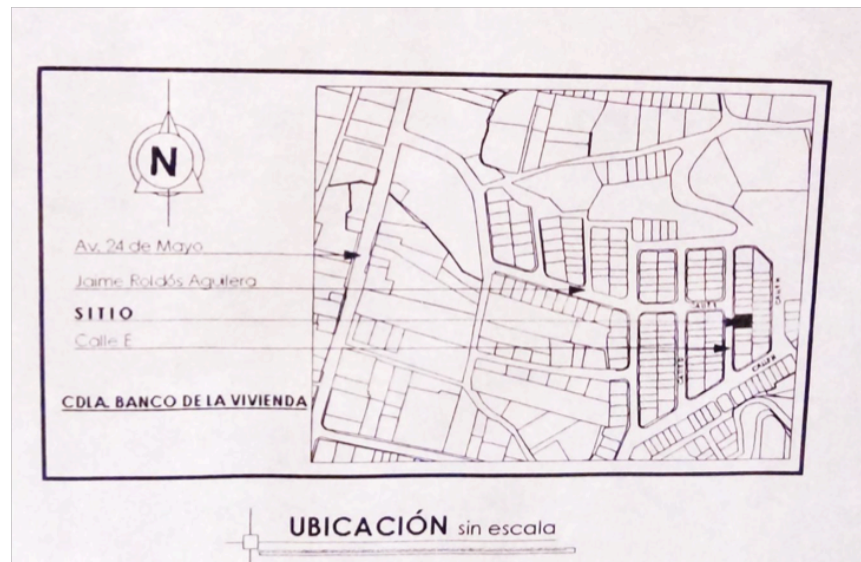 N
Av. 24 de Mayo
Jaime Roldós Aguilera
SITIO
Calle E
CDLA. BANCO DE LA VIVIENDA
UBICACIÓN sin escala